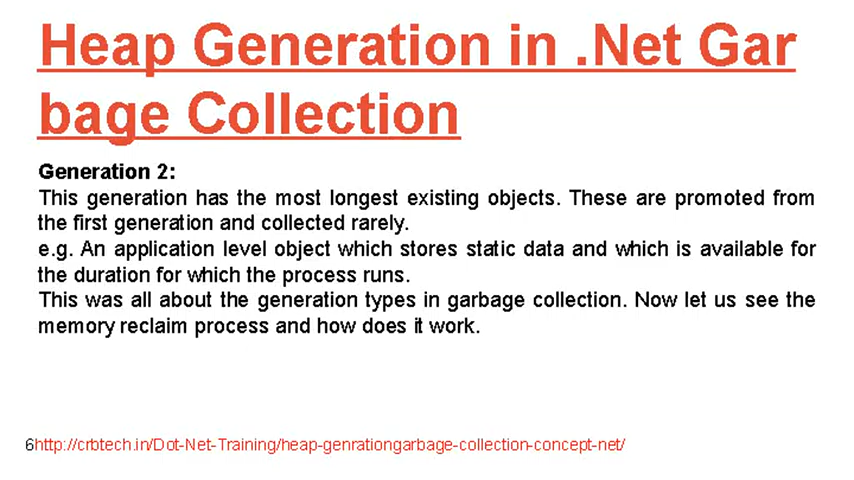 Heap Generation in .Net Gar
bage Collection
Generation 2:
This generation has the most longest existing objects. These are promoted from
the first generation and collected rarely.
e.g. An application level object which stores static data and which is available for
the duration for which the process runs.
This was all about the generation types in garbage collection. Now let us see the
memory reclaim process and how does it work.
6http://crbtech.in/Dot-Net-Training/heap-genrationgarbage-collection-concept-net/